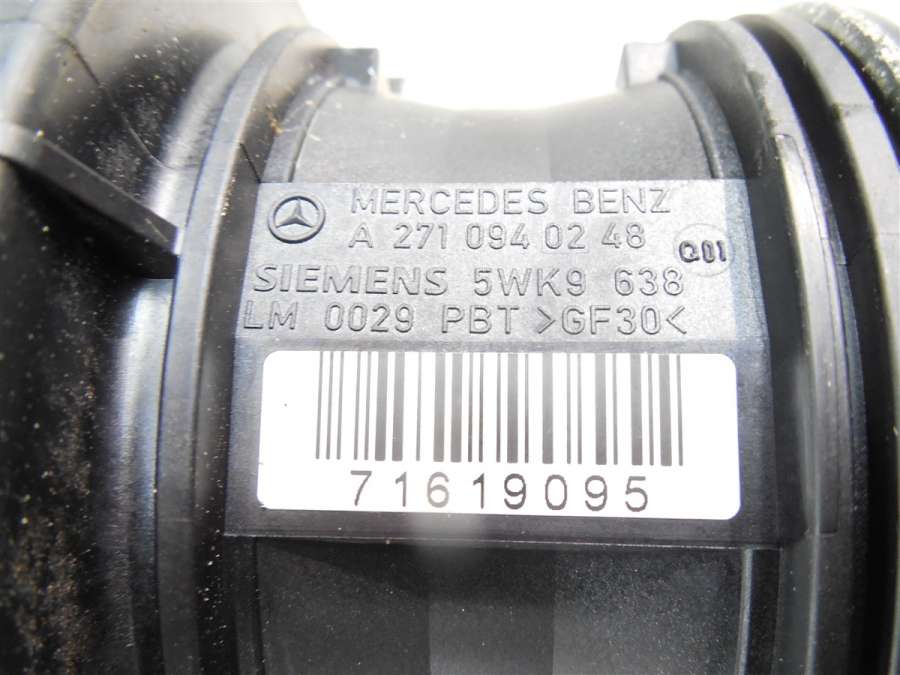 MERCEDES BENZ
A 271 094 02 48
Q01
SIEMENS 5WK9 638
LM 0029 PBT >GF30<
71619095